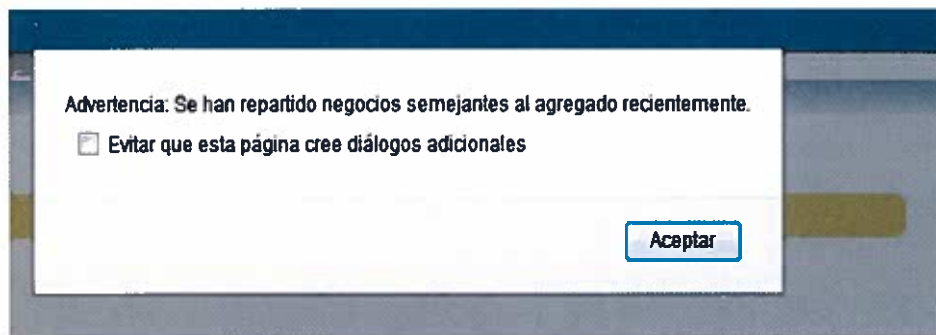 Advertencia: Se han repartido negocios semejantes al agregado recientemente.
Evitar que esta página cree diálogos adicionales
Aceptar